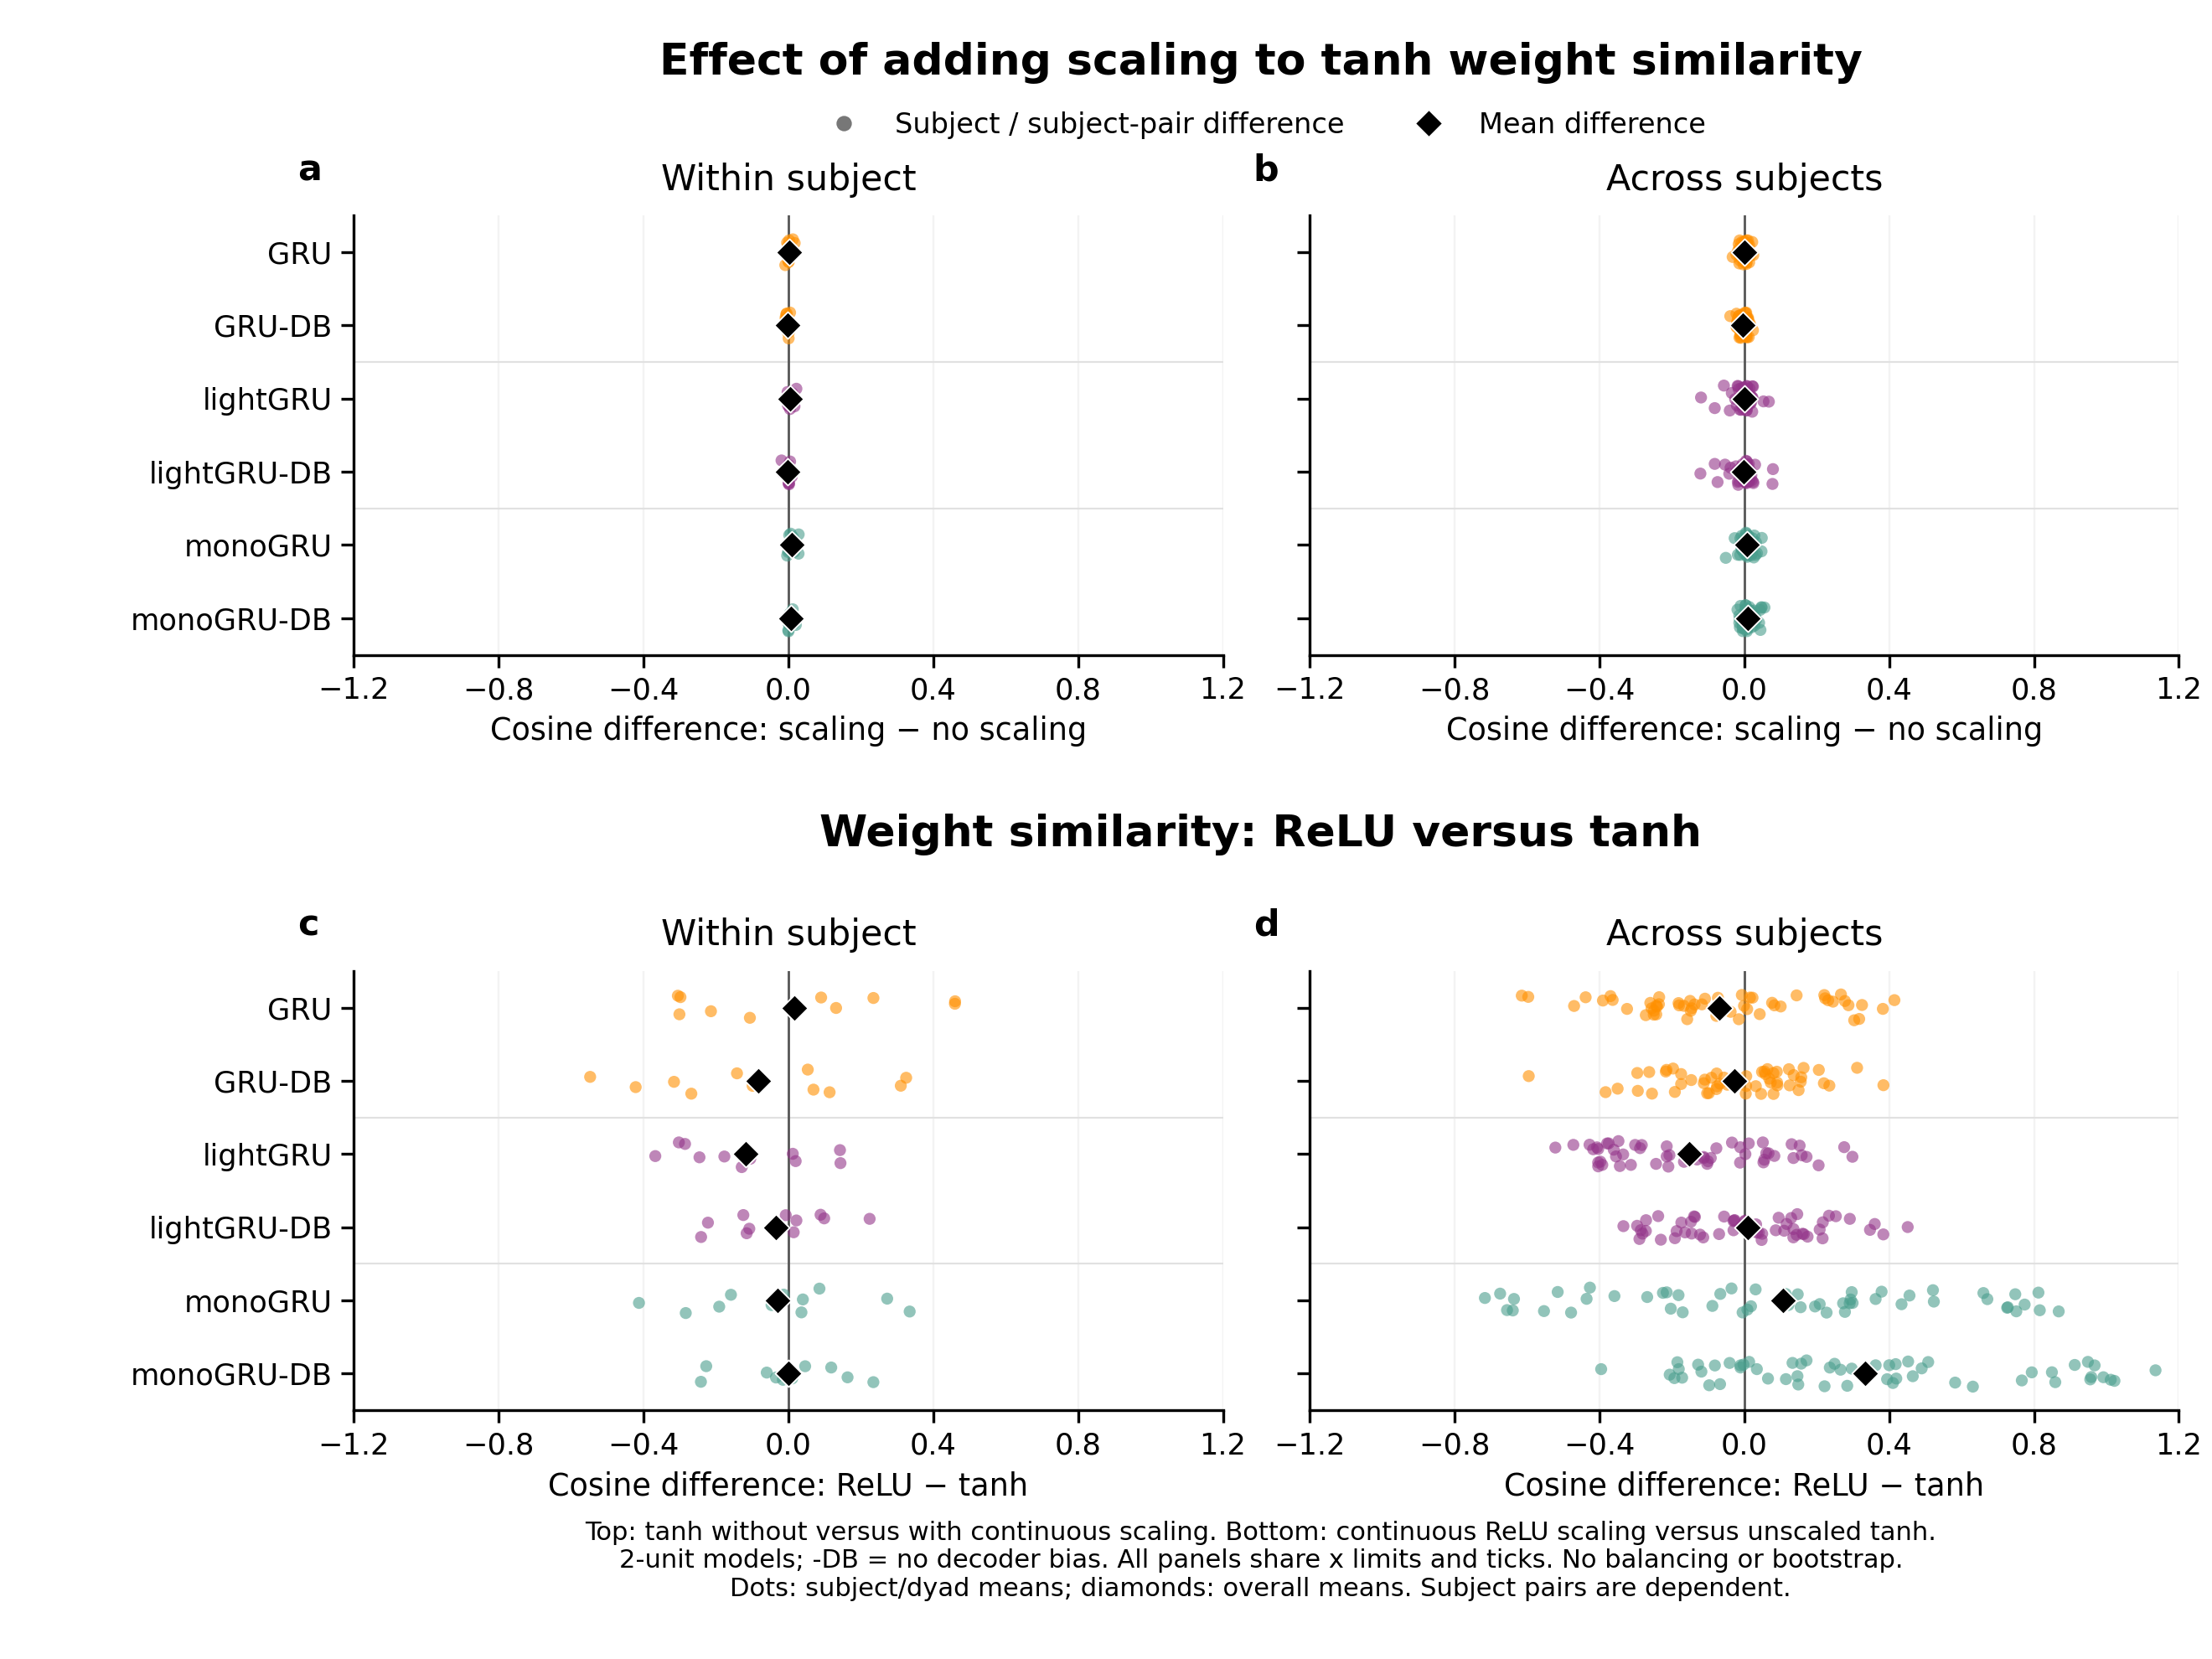 Effect of adding scaling to tanh weight similarity
Subject / subject-pair difference
Mean difference
a
Within subject
b
Across subjects
GRU
GRU-DB
lightGRU
lightGRU-DB
monoGRU
monoGRU-DB
−1.2 −0.8 −0.4 0.0 0.4 0.8 1.2
−1.2 −0.8 −0.4 0.0 0.4 0.8 1.2
Cosine difference: scaling − no scaling
Cosine difference: scaling − no scaling
Weight similarity: ReLU versus tanh
c
Within subject
d
Across subjects
GRU
GRU-DB
lightGRU
lightGRU-DB
monoGRU
monoGRU-DB
−1.2 −0.8 −0.4 0.0 0.4 0.8 1.2
−1.2 −0.8 −0.4 0.0 0.4 0.8 1.2
Cosine difference: ReLU − tanh
Cosine difference: ReLU − tanh
Top: tanh without versus with continuous scaling. Bottom: continuous ReLU scaling versus unscaled tanh.
2-unit models; -DB = no decoder bias. All panels share x limits and ticks. No balancing or bootstrap.
Dots: subject/dyad means; diamonds: overall means. Subject pairs are dependent.